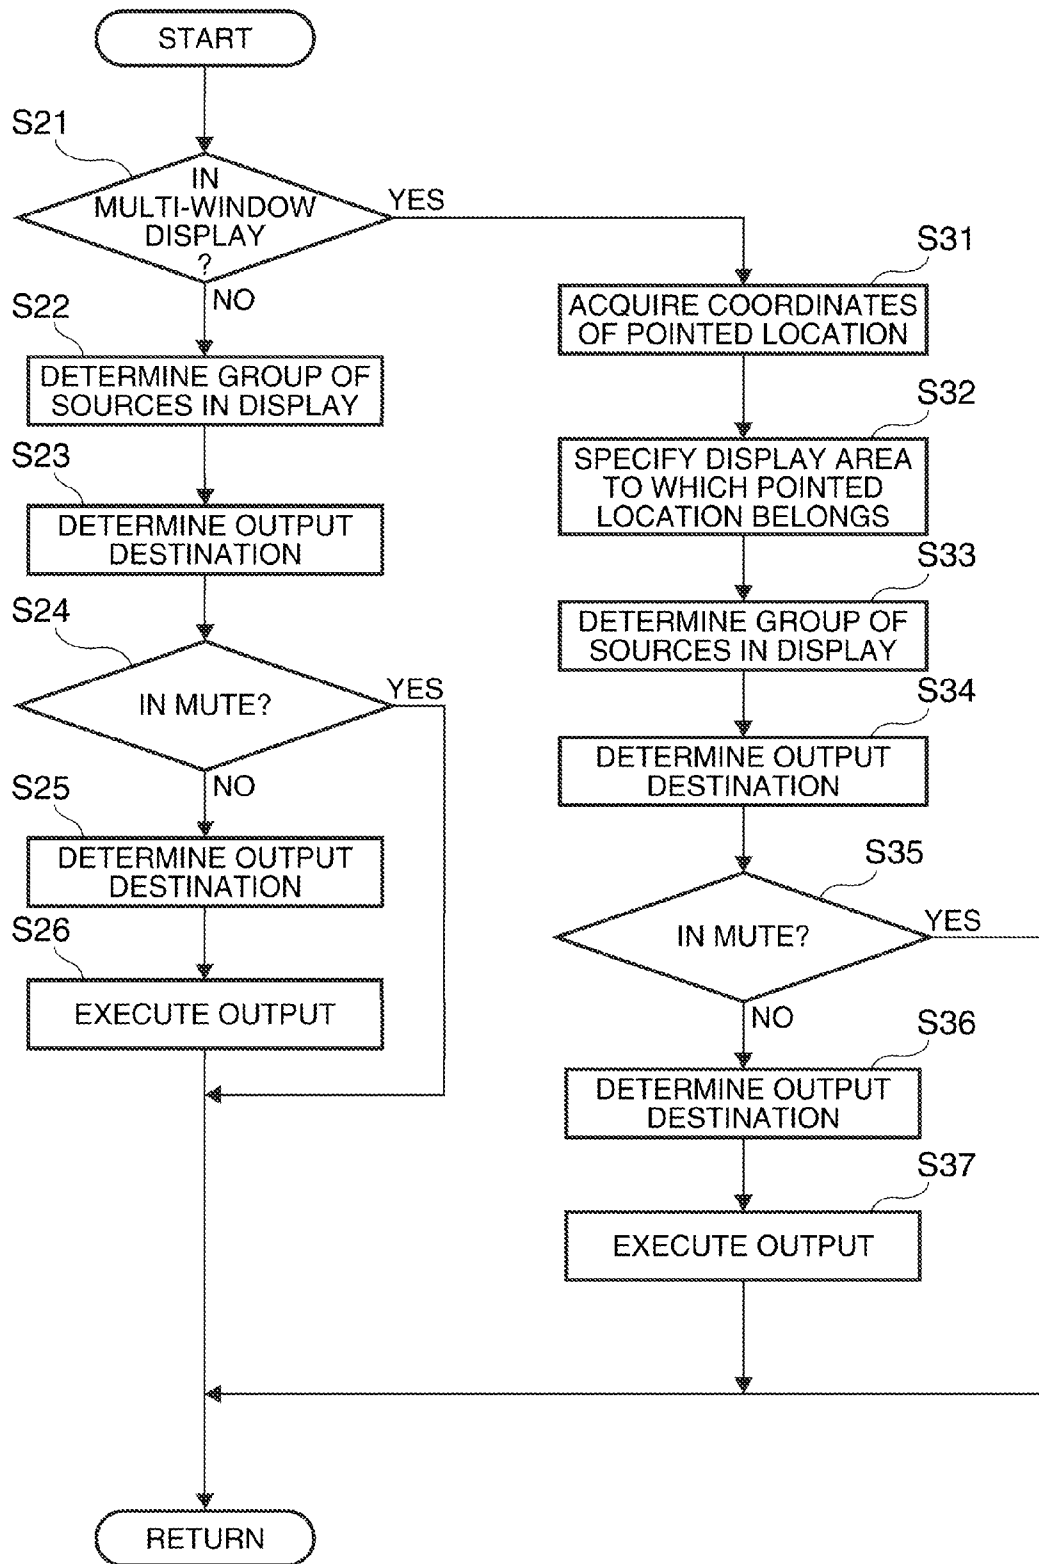 START
S21
IN
MULTI-WINDOW
DISPLAY
?
YES
NO
S22
DETERMINE GROUP OF
SOURCES IN DISPLAY
S23
DETERMINE OUTPUT
DESTINATION
S24
IN MUTE?
YES
NO
S25
DETERMINE OUTPUT
DESTINATION
S26
EXECUTE OUTPUT
S31
ACQUIRE COORDINATES
OF POINTED LOCATION
S32
SPECIFY DISPLAY AREA
TO WHICH POINTED
LOCATION BELONGS
S33
DETERMINE GROUP OF
SOURCES IN DISPLAY
S34
DETERMINE OUTPUT
DESTINATION
S35
IN MUTE?
YES
NO
S36
DETERMINE OUTPUT
DESTINATION
S37
EXECUTE OUTPUT
RETURN